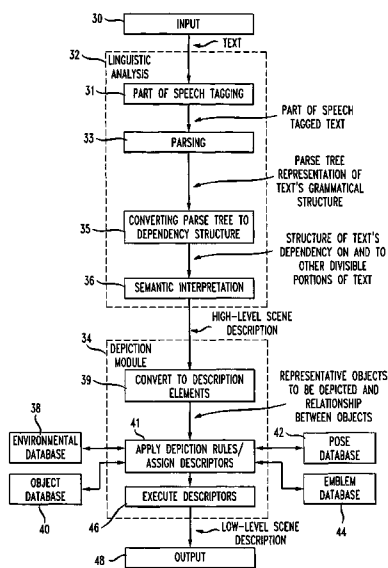 30
INPUT
TEXT
32
LINGUISTIC
ANALYSIS
31
PART OF SPEECH TAGGING
PART OF SPEECH
TAGGED TEXT
33
PARSING
PARSE TREE
REPRESENTATION OF
TEXT'S GRAMMATICAL
STRUCTURE
35
CONVERTING PARSE TREE TO
DEPENDENCY STRUCTURE
STRUCTURE OF TEXT'S
DEPENDENCY ON AND TO
OTHER DIVISIBLE
PORTIONS OF TEXT
36
SEMANTIC INTERPRETATION
HIGH-LEVEL SCENE
DESCRIPTION
34
DEPICTION
MODULE
39
CONVERT TO DESCRIPTION
ELEMENTS
REPRESENTATIVE OBJECTS
TO BE DEPICTED AND
RELATIONSHIP
BETWEEN OBJECTS
38
ENVIRONMENTAL
DATABASE
41
APPLY DEPICTION RULES/
ASSIGN DESCRIPTORS
42
POSE
DATABASE
OBJECT
DATABASE
40
EXECUTE DESCRIPTORS
46
EMBLEM
DATABASE
44
LOW-LEVEL SCENE
DESCRIPTION
OUTPUT
48